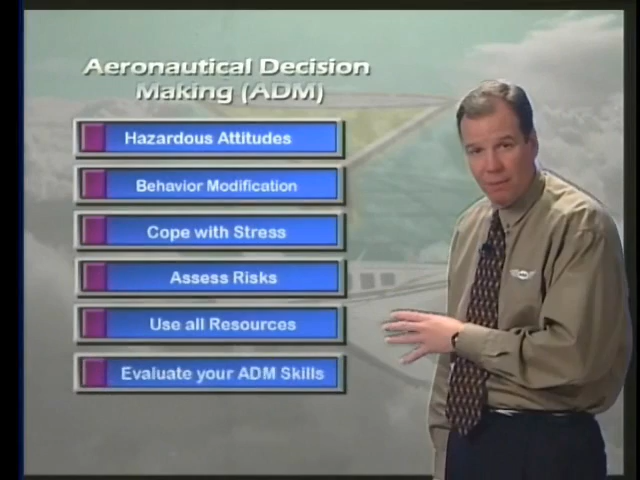 Aeronautical Decision
Making (ADM)
Hazardous Attitudes
Behavior Modification
Cope with Stress
Assess Risks
Use all Resources
Evaluate your ADM Skills